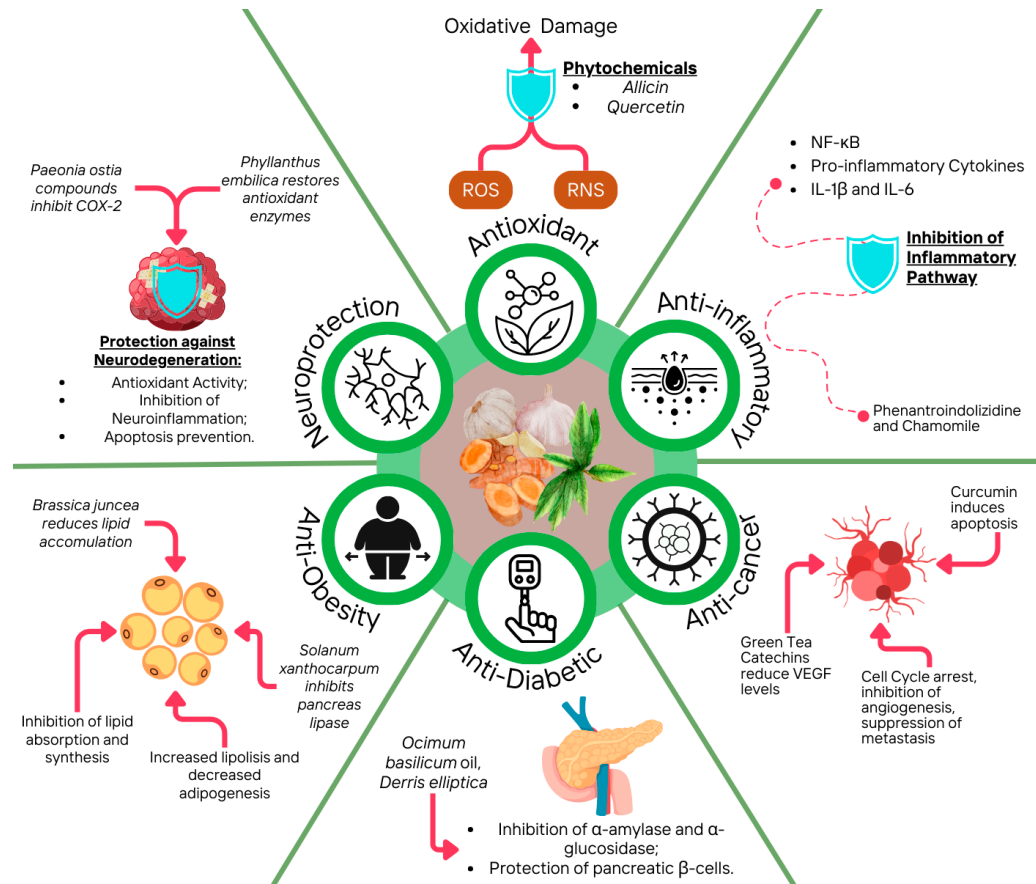 Oxidative Damage
Phytochemicals
• Allicin
• Quercetin
ROS
RNS
Antioxidant
• NF-κB
• Pro-inflammatory Cytokines
• IL-1β and IL-6
Inhibition of
Inflammatory
Pathway
Phenantroindolizidine
and Chamomile
Anti-inflammatory
Curcumin
induces
apoptosis
Green Tea
Catechins
reduce VEGF
levels
Cell Cycle arrest,
inhibition of
angiogenesis,
suppression of
metastasis
Anti-cancer
Anti-Diabetic
Ocimum
basilicum oil,
Derris elliptica
• Inhibition of α-amylase and α-
glucosidase;
• Protection of pancreatic β-cells.
Anti-Obesity
Brassica juncea
reduces lipid
accomulation
Solanum
xanthocarpum
inhibits
pancreas
lipase
Inhibition of lipid
absorption and
synthesis
Increased lipolisis and
decreased
adipogenesis
Neuroprotection
Paeonia ostia
compounds
inhibit COX-2
Phyllanthus
embilica restores
antioxidant
enzymes
Protection against
Neurodegeneration:
• Antioxidant Activity;
• Inhibition of
Neuroinflammation;
• Apoptosis prevention.